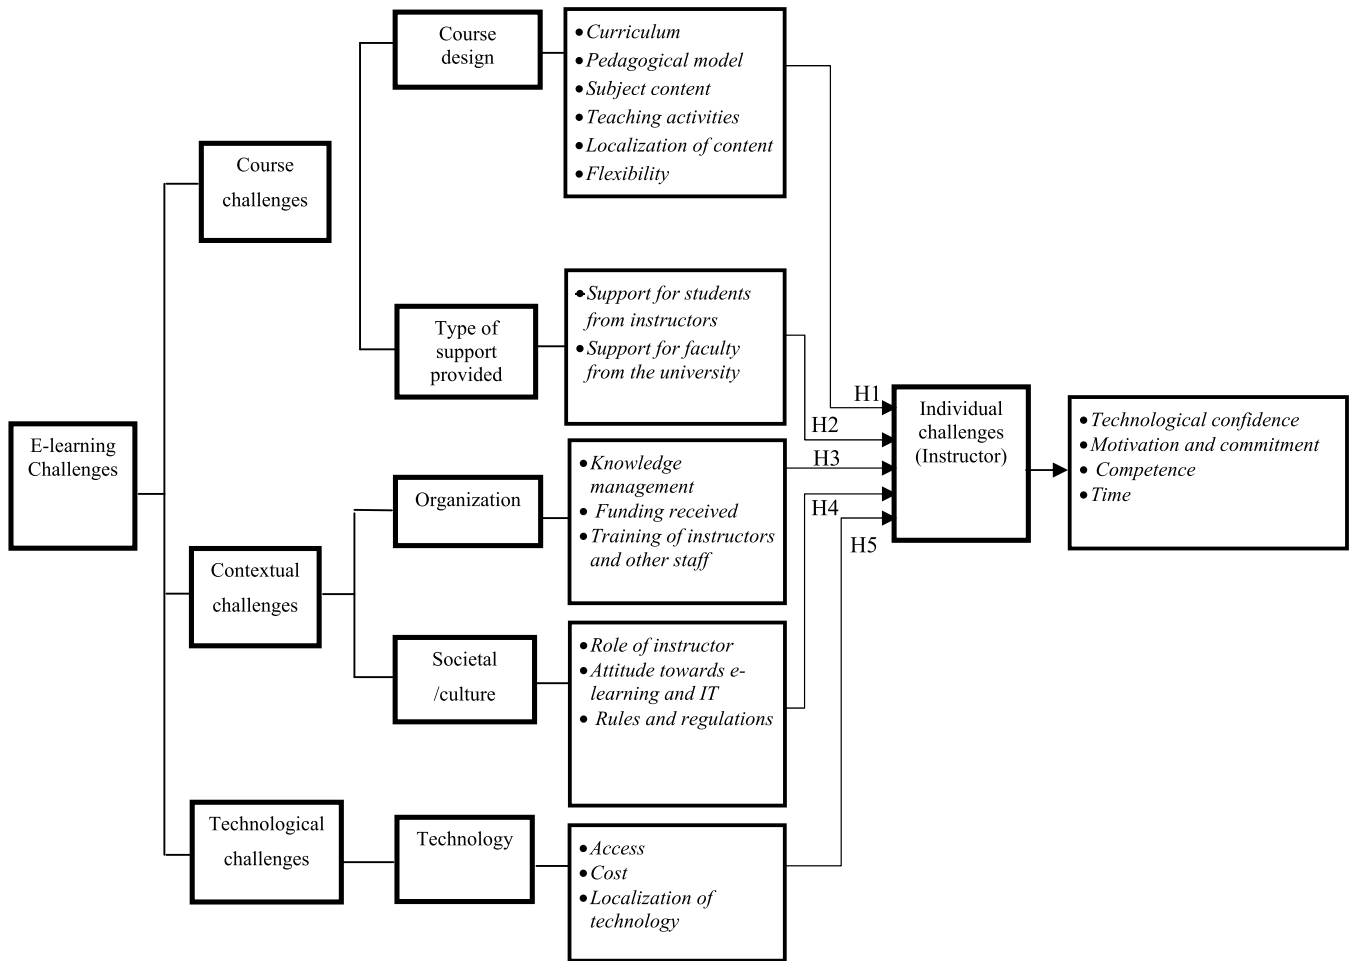 Course
design
• Curriculum
• Pedagogical model
• Subject content
• Teaching activities
• Localization of content
• Flexibility
Course
challenges
Type of
support
provided
• Support for students
from instructors
• Support for faculty
from the university
E-learning
Challenges
Organization
• Knowledge
management
• Funding received
• Training of instructors
and other staff
Contextual
challenges
Societal
/culture
• Role of instructor
• Attitude towards e-
learning and IT
• Rules and regulations
Technological
challenges
Technology
• Access
• Cost
• Localization of
technology
H1
H2
H3
H4
H5
Individual
challenges
(Instructor)
• Technological confidence
• Motivation and commitment
• Competence
• Time